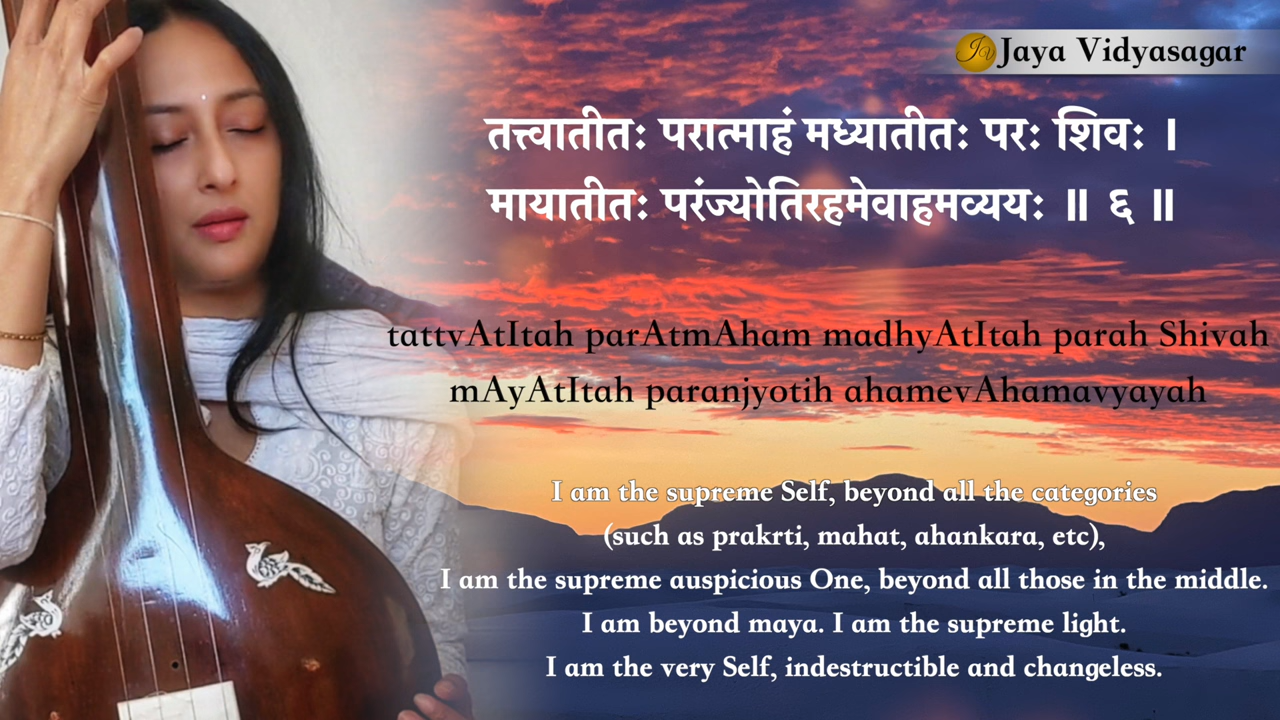 Jaya Vidyasagar
तत्त्वातीतः परात्माहं मध्यातीतः परः शिवः ।
मायातीतः परंज्योतिरहमेवाहमव्ययः ॥ ६ ॥
tattvAtItah parAtmAham madhyAtItah parah Shivah
mAyAtItah paranjyotih ahamevAhamavyayah
I am the supreme Self, beyond all the categories
(such as prakrti, mahat, ahankara, etc),
I am the supreme auspicious One, beyond all those in the middle.
I am beyond maya. I am the supreme light.
I am the very Self, indestructible and changeless.